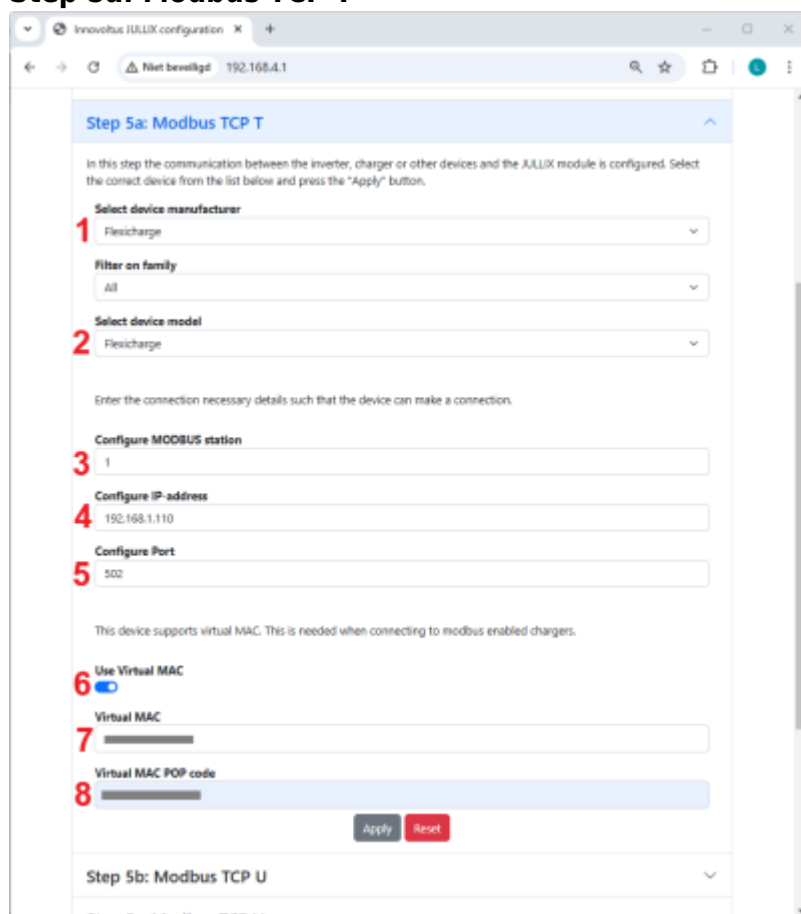 Step 5a: Modbus TCP T
Innovoltus JULLIX configuration
Niet beveiligd 192.168.4.1
L
Step 5a: Modbus TCP T
In this step the communication between the inverter, charger or other devices and the JULLIX module is configured. Select
the correct device from the list below and press the "Apply" button.
Select device manufacturer
1 Flexicharge
Filter on family
All
Select device model
2 Flexicharge
Enter the connection necessary details such that the device can make a connection.
Configure MODBUS station
3 1
Configure IP-address
4 192.168.1.110
Configure Port
5 502
This device supports virtual MAC. This is needed when connecting to modbus enabled chargers.
Use Virtual MAC
6
Virtual MAC
7
Virtual MAC POP code
8
Apply Reset
Step 5b: Modbus TCP U